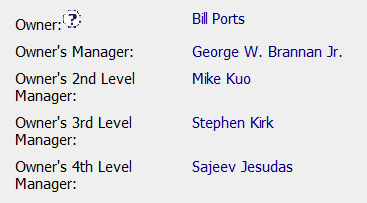 Owner:? Bill Ports
Owner's Manager: George W. Brannan Jr.
Owner's 2nd Level Mike Kuo
Manager:
Owner's 3rd Level Stephen Kirk
Manager:
Owner's 4th Level Sajeev Jesudas
Manager: